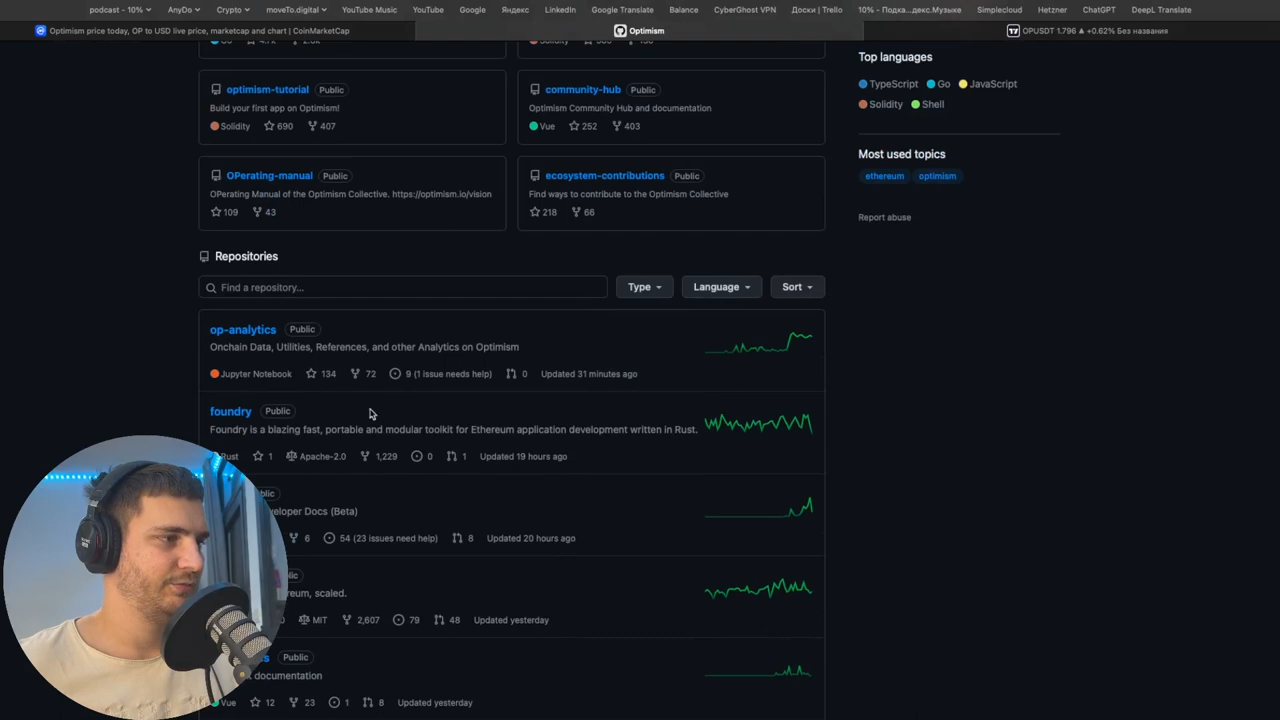 podcast - 10% AnyDo Crypto moveTo.digital YouTube Music YouTube Google Яндекс LinkedIn Google Translate Balance CyberGhost VPN Доски | Trello 10% - Подка...декс.Музыке Simplecloud Hetzner ChatGPT DeepL Translate
Optimism price today, OP to USD live price, marketcap and chart | CoinMarketCap
Optimism
OPUSDT 1.796 ▲ +0.62% Без названия
optimism-tutorial Public
Build your first app on Optimism!
Solidity 690 407
community-hub Public
Optimism Community Hub and documentation
Vue 252 403
OPerating-manual Public
OPerating Manual of the Optimism Collective. https://optimism.io/vision
109 43
ecosystem-contributions Public
Find ways to contribute to the Optimism Collective
218 66
Top languages
TypeScript Go JavaScript
Solidity Shell
Most used topics
ethereum optimism
Report abuse
Repositories
Find a repository...
Type Language Sort
op-analytics Public
Onchain Data, Utilities, References, and other Analytics on Optimism
Jupyter Notebook 134 72 9 (1 issue needs help) 0 Updated 31 minutes ago
foundry Public
Foundry is a blazing fast, portable and modular toolkit for Ethereum application development written in Rust.
Rust 1 Apache-2.0 1,229 0 1 Updated 19 hours ago
Docs (Beta)
6 54 (23 issues need help) 8 Updated 20 hours ago
scaled.
MIT 2,607 79 48 Updated yesterday
Public
documentation
Vue 12 23 1 8 Updated yesterday